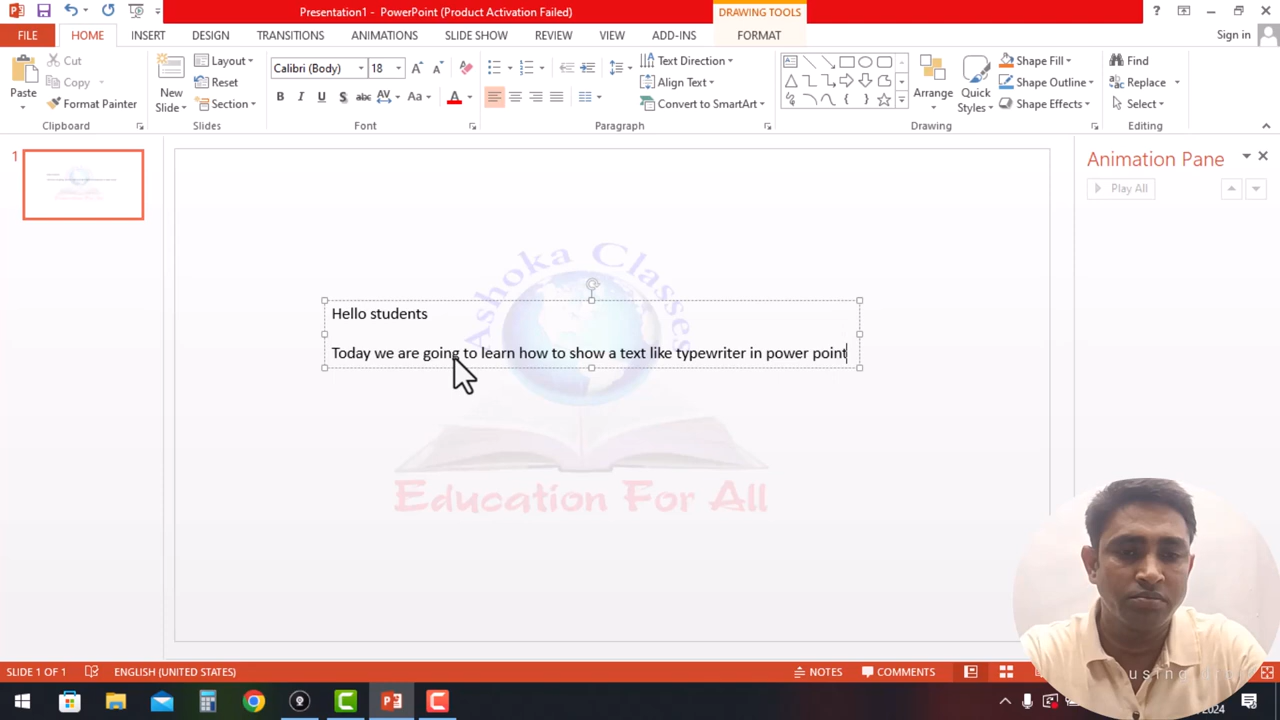 Presentation1 - PowerPoint (Product Activation Failed)
DRAWING TOOLS
FILE HOME INSERT DESIGN TRANSITIONS ANIMATIONS SLIDE SHOW REVIEW VIEW ADD-INS FORMAT
Sign in
Paste
Cut
Copy
Format Painter
Clipboard
New Slide
Layout
Reset
Section
Slides
Calibri (Body) 18
B I U S abc AV Aa A
Font
Text Direction
Align Text
Convert to SmartArt
Paragraph
Arrange
Quick Styles
Shape Fill
Shape Outline
Shape Effects
Drawing
Find
Replace
Select
Editing
1
Animation Pane
Play All
Ashoka Classes
Hello students
Today we are going to learn how to show a text like typewriter in power point
Education For All
SLIDE 1 OF 1
ENGLISH (UNITED STATES)
NOTES
COMMENTS